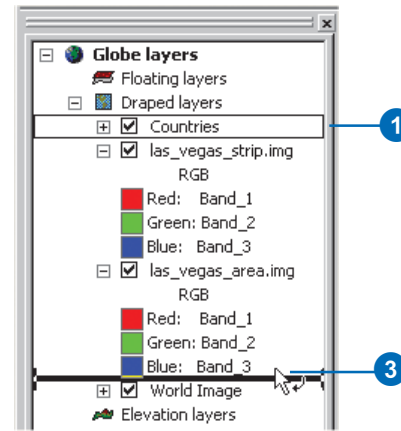 Globe layers
Floating layers
Draped layers
Countries
1
las_vegas_strip.img
RGB
Red: Band_1
Green: Band_2
Blue: Band_3
las_vegas_area.img
RGB
Red: Band_1
Green: Band_2
Blue: Band_3
3
World Image
Elevation layers